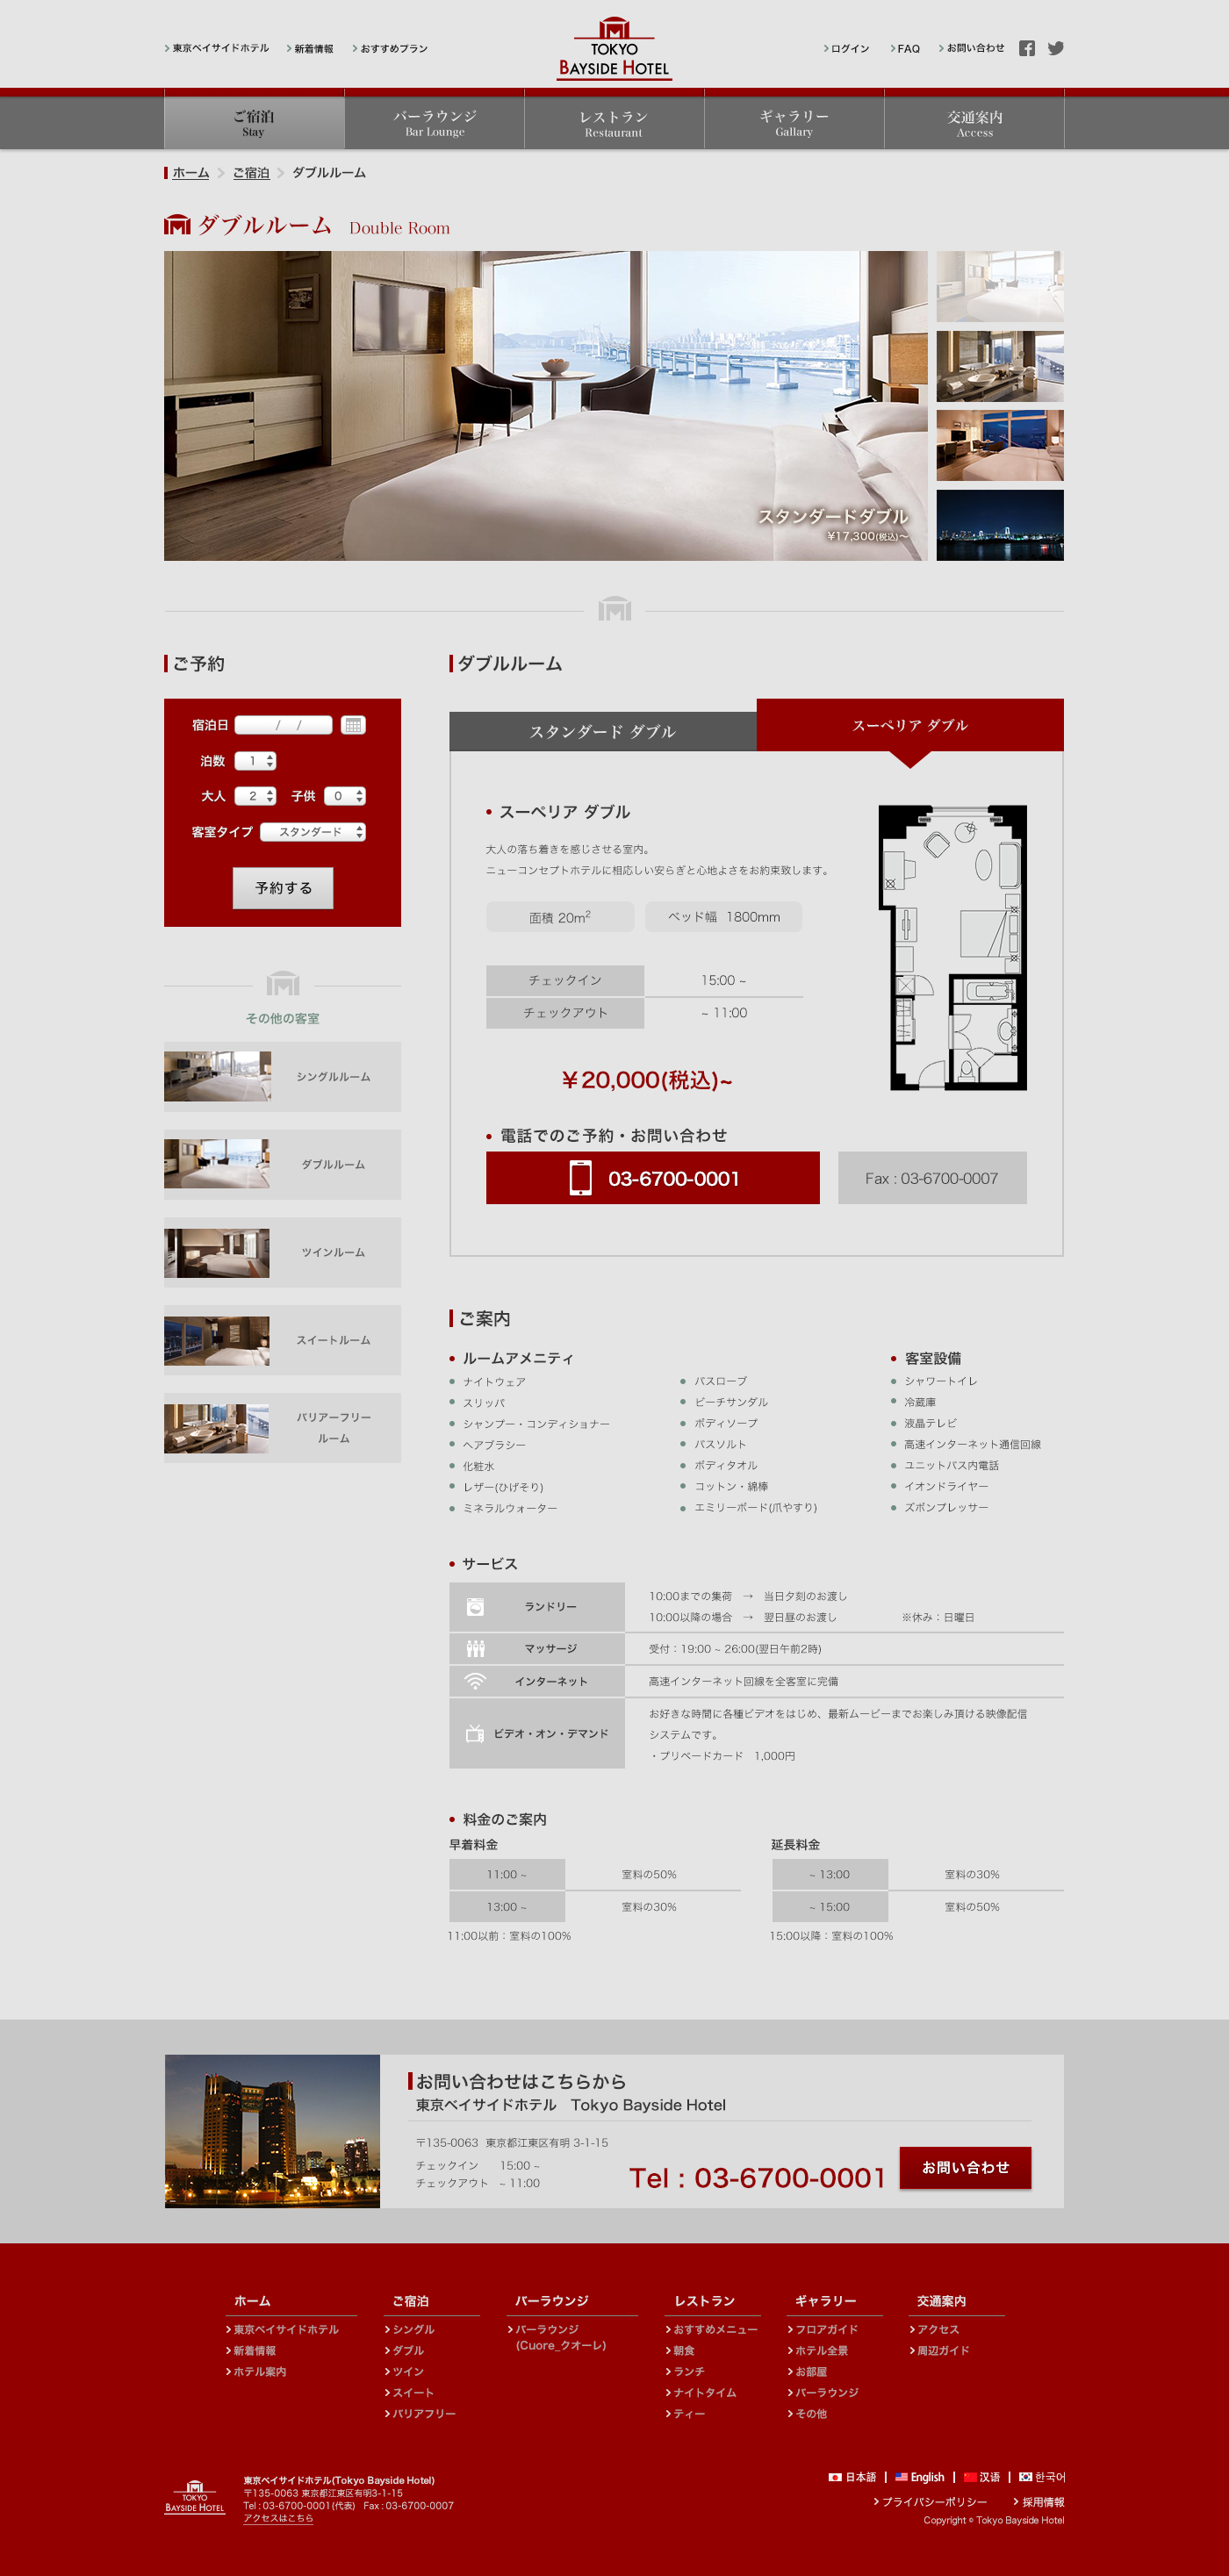 東京ベイサイドホテル 新着情報 おすすめプラン
TOKYO
BAYSIDE HOTEL
ログイン FAQ お問い合わせ
ご宿泊
Stay
バーラウンジ
Bar Lounge
レストラン
Restaurant
ギャラリー
Gallary
交通案内
Access
ホーム ご宿泊 ダブルルーム
ダブルルーム Double Room
スタンダードダブル
¥17,300(税込)〜
ご予約
宿泊日 / /
泊数 1
大人 2 子供 0
客室タイプ スタンダード
予約する
その他の客室
シングルルーム
ダブルルーム
ツインルーム
スイートルーム
バリアーフリー
ルーム
ダブルルーム
スタンダード ダブル
スーペリア ダブル
スーペリア ダブル
大人の落ち着きを感じさせる室内。
ニューコンセプトホテルに相応しい安らぎと心地よさをお約束致します。
面積 20m²
ベッド幅 1800mm
チェックイン 15:00 ~
チェックアウト ~ 11:00
￥20,000(税込)~
電話でのご予約・お問い合わせ
03-6700-0001
Fax : 03-6700-0007
ご案内
ルームアメニティ
ナイトウェア
スリッパ
シャンプー・コンディショナー
ヘアブラシー
化粧水
レザー(ひげそり)
ミネラルウォーター
バスローブ
ビーチサンダル
ボディソープ
バスソルト
ボディタオル
コットン・綿棒
エミリーボード(爪やすり)
客室設備
シャワートイレ
冷蔵庫
液晶テレビ
高速インターネット通信回線
ユニットバス内電話
イオンドライヤー
ズボンプレッサー
サービス
ランドリー
10:00までの集荷 → 当日夕刻のお渡し
10:00以降の場合 → 翌日昼のお渡し ※休み：日曜日
マッサージ
受付：19:00 ~ 26:00(翌日午前2時)
インターネット
高速インターネット回線を全客室に完備
ビデオ・オン・デマンド
お好きな時間に各種ビデオをはじめ、最新ムービーまでお楽しみ頂ける映像配信
システムです。
・プリペードカード 1,000円
料金のご案内
早着料金
11:00 ~ 室料の50%
13:00 ~ 室料の30%
11:00以前：室料の100%
延長料金
~ 13:00 室料の30%
~ 15:00 室料の50%
15:00以降：室料の100%
お問い合わせはこちらから
東京ベイサイドホテル Tokyo Bayside Hotel
〒135-0063 東京都江東区有明 3-1-15
チェックイン 15:00 ~
チェックアウト ~ 11:00
Tel : 03-6700-0001
お問い合わせ
ホーム
東京ベイサイドホテル
新着情報
ホテル案内
ご宿泊
シングル
ダブル
ツイン
スイート
バリアフリー
バーラウンジ
バーラウンジ
(Cuore_クオーレ)
レストラン
おすすめメニュー
朝食
ランチ
ナイトタイム
ティー
ギャラリー
フロアガイド
ホテル全景
お部屋
バーラウンジ
その他
交通案内
アクセス
周辺ガイド
TOKYO
BAYSIDE HOTEL
東京ベイサイドホテル(Tokyo Bayside Hotel)
〒135-0063 東京都江東区有明3-1-15
Tel : 03-6700-0001(代表) Fax : 03-6700-0007
アクセスはこちら
日本語 | English | 汉语 | 한국어
プライバシーポリシー 採用情報
Copyright © Tokyo Bayside Hotel